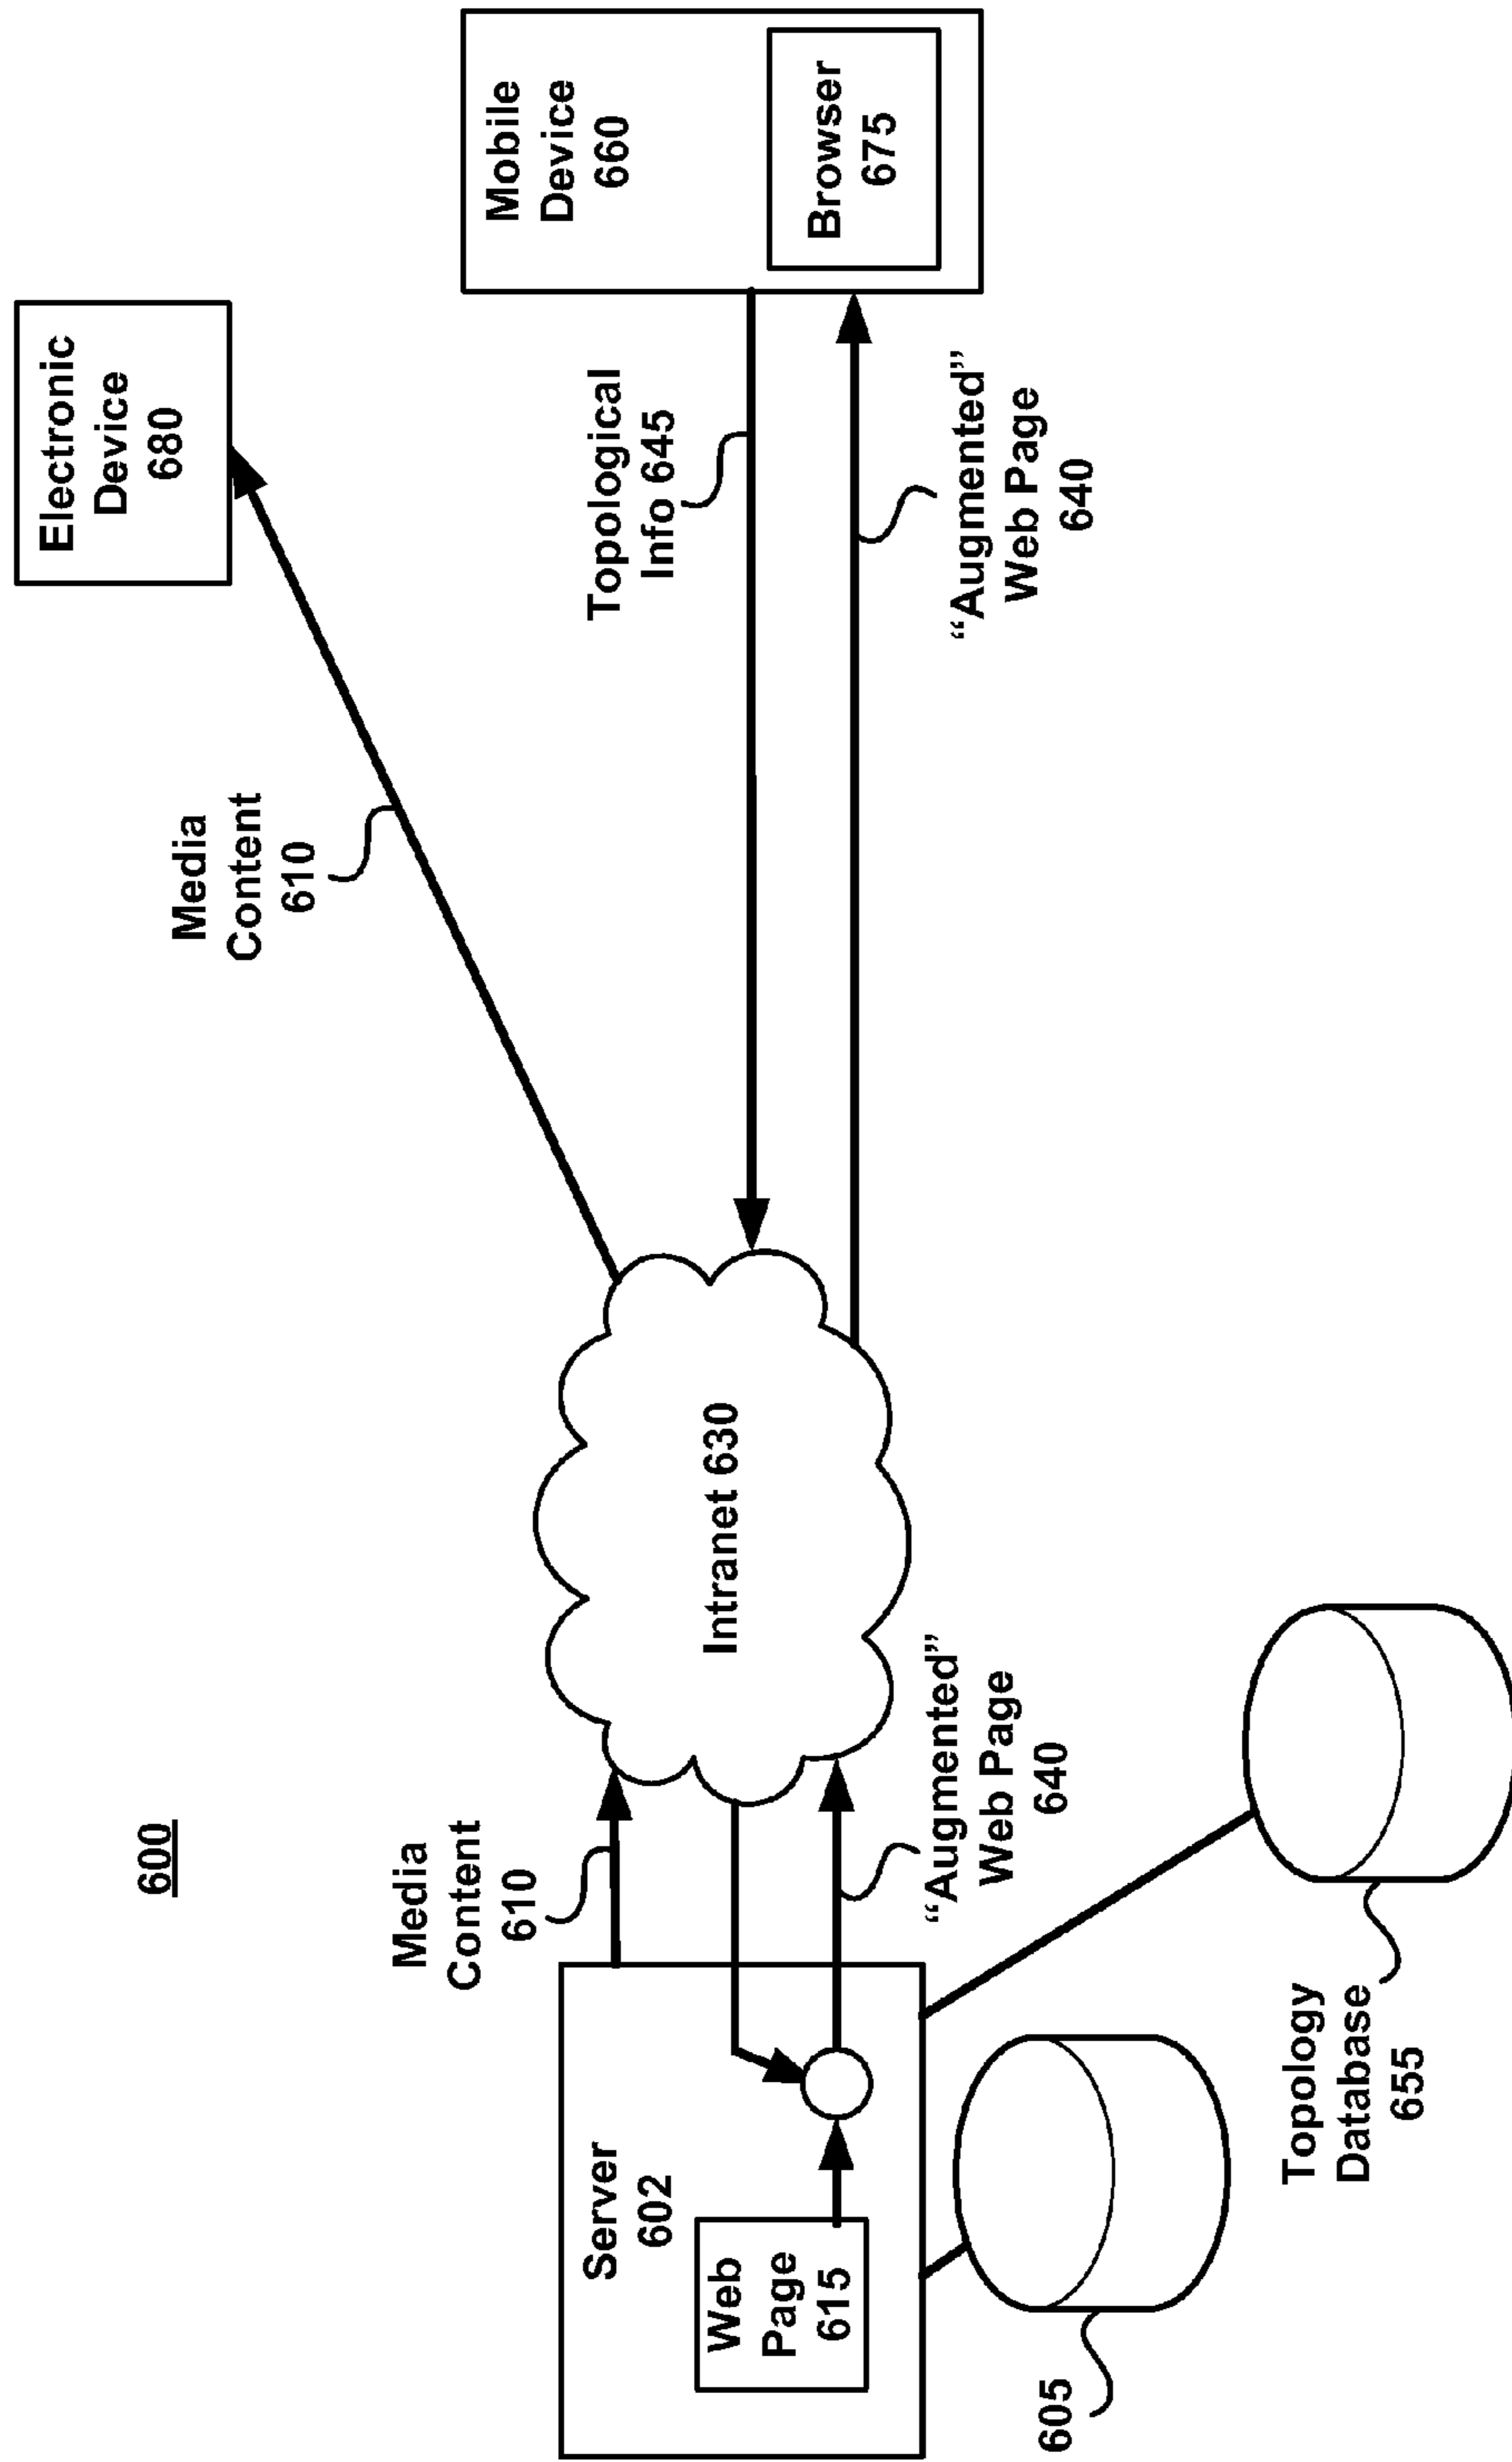 600
Electronic
Device
680
Media
Content
610
Mobile
Device
660
Browser
675
Topological
Info 645
"Augmented"
Web Page
640
Intranet 630
Media
Content
610
Server
602
Web
Page
615
“Augmented”
Web Page
640
605
Topology
Database
655